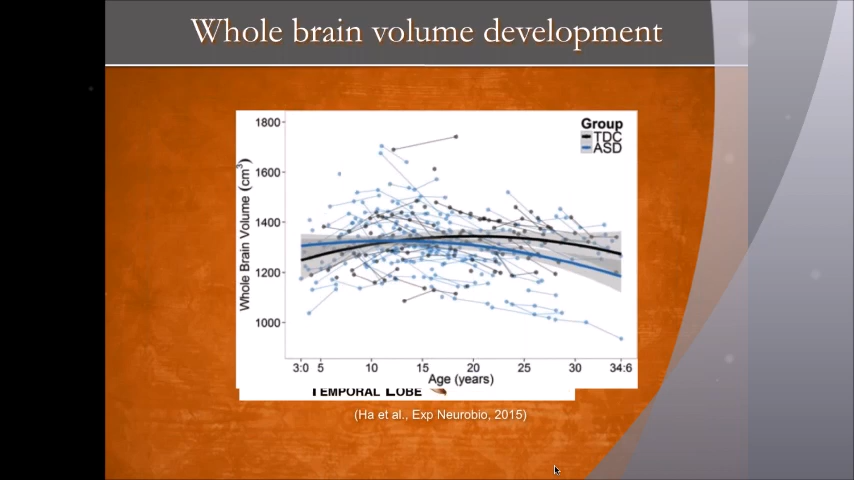 Whole brain volume development
Group
TDC
ASD
Whole Brain Volume (cm³)
1800
1600
1400
1200
1000
3:0 5 10 15 20 25 30 34:6
Age (years)
TEMPORAL LOBE
(Ha et al., Exp Neurobio, 2015)